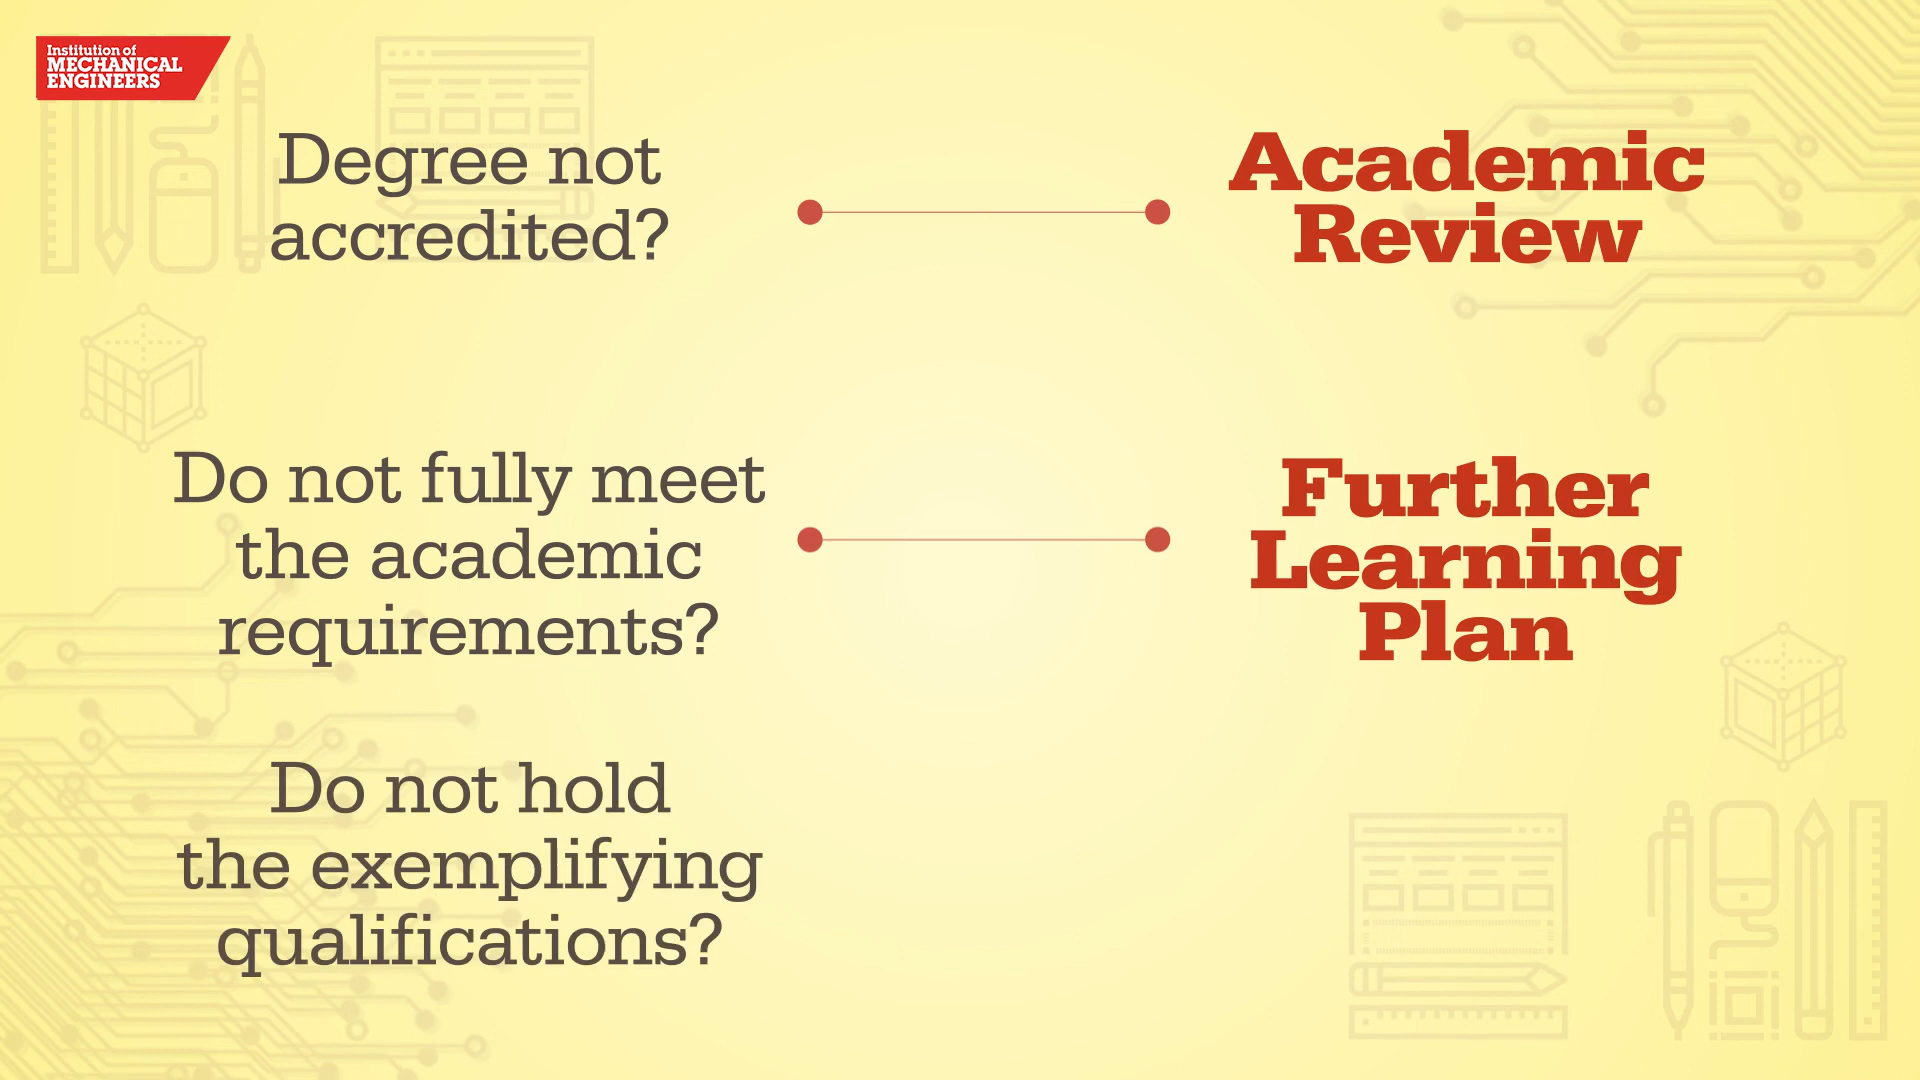 Institution of
MECHANICAL
ENGINEERS
Degree not
accredited?
Academic
Review
Do not fully meet
the academic
requirements?
Further
Learning
Plan
Do not hold
the exemplifying
qualifications?